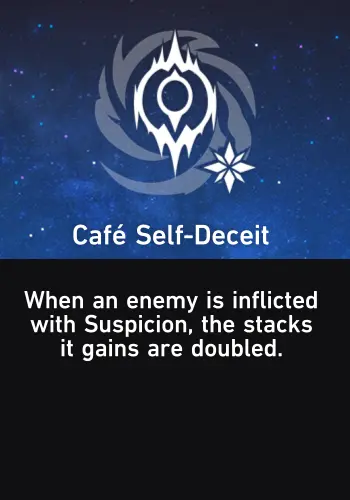 Café Self-Deceit
When an enemy is inflicted
with Suspicion, the stacks
it gains are doubled.